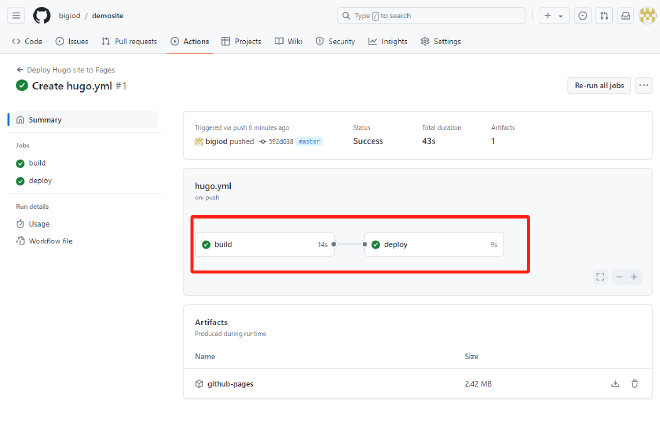 bigiod / demosite
Type / to search
Code Issues Pull requests Actions Projects Wiki Security Insights Settings
Deploy Hugo site to Pages
Create hugo.yml #1
Re-run all jobs
Summary
Jobs
build
deploy
Run details
Usage
Workflow file
Triggered via push 6 minutes ago
bigiod pushed 592d038 master
Status
Success
Total duration
43s
Artifacts
1
hugo.yml
on: push
build 14s
deploy 9s
Artifacts
Produced during runtime
Name Size
github-pages 2.42 MB